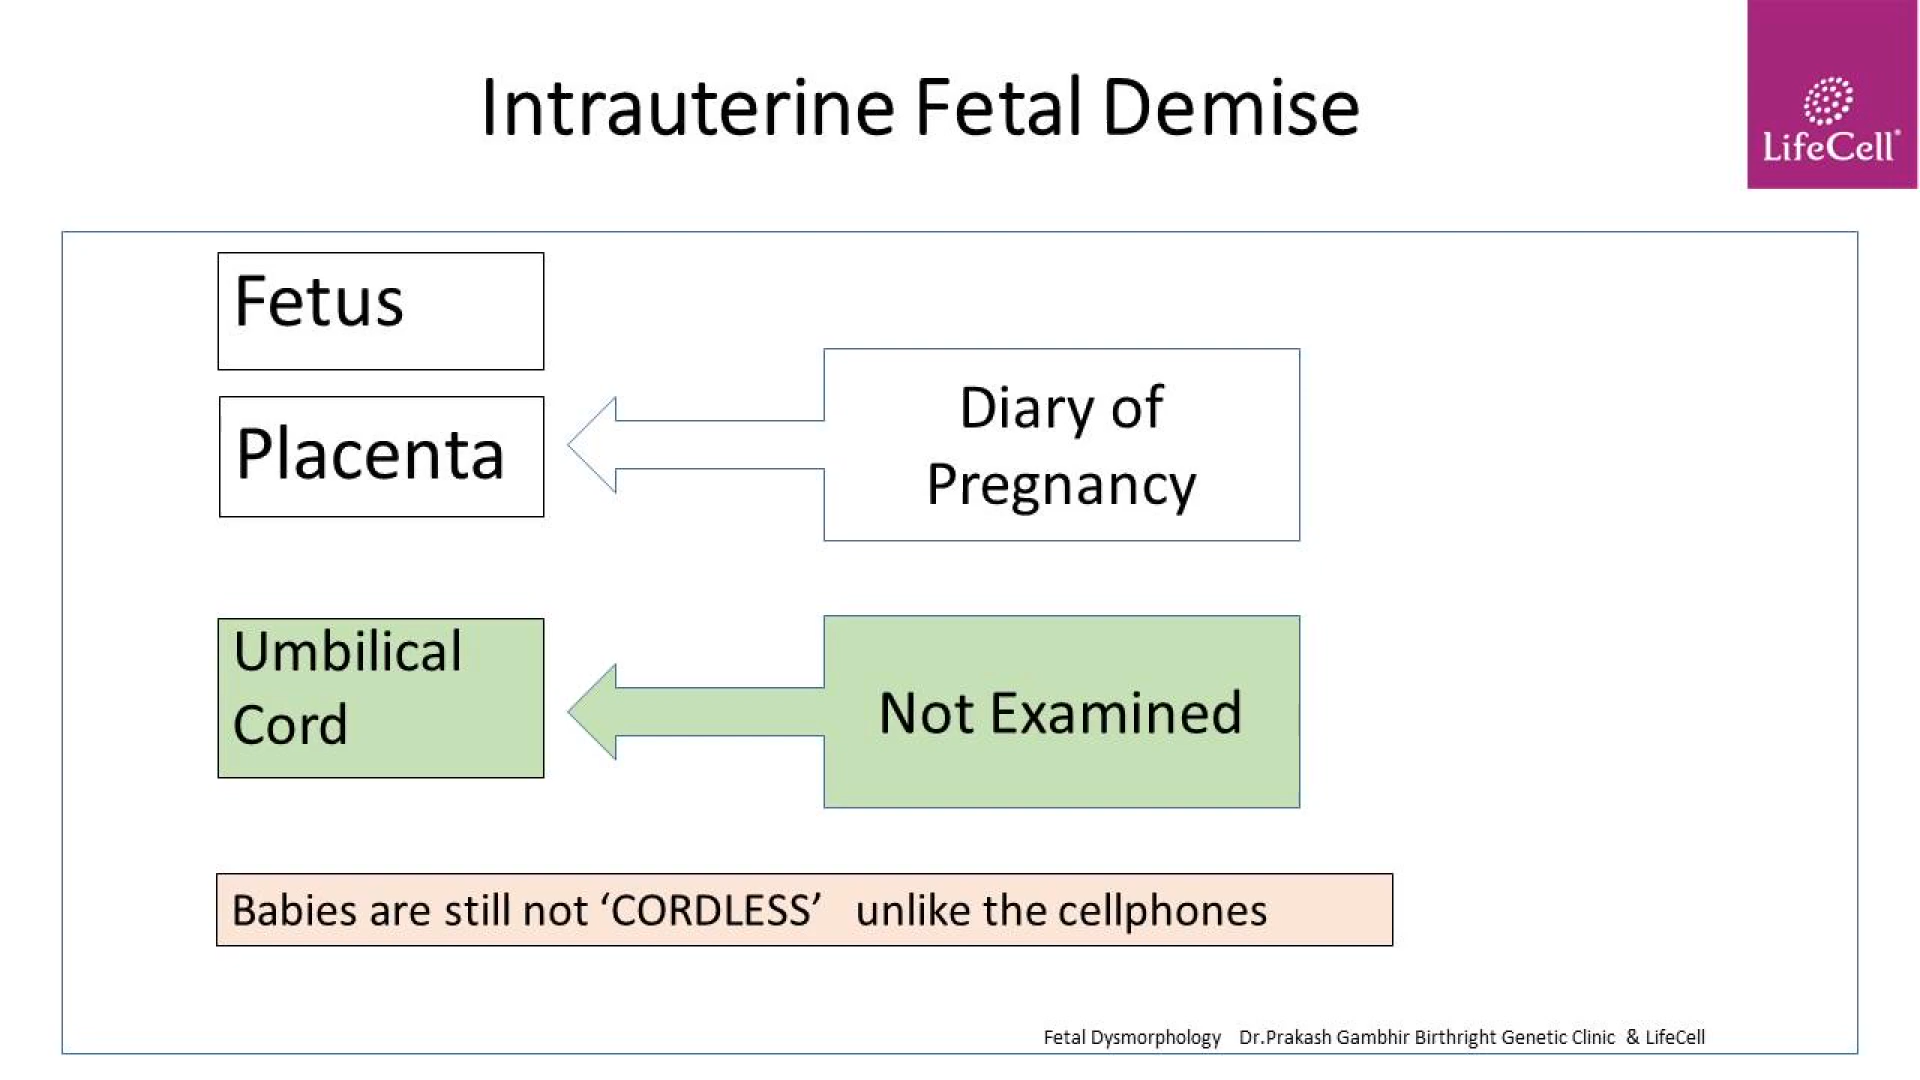 Intrauterine Fetal Demise
LifeCell®
Fetus
Placenta
Diary of
Pregnancy
Umbilical
Cord
Not Examined
Babies are still not ‘CORDLESS’ unlike the cellphones
Fetal Dysmorphology Dr.Prakash Gambhir Birthright Genetic Clinic & LifeCell